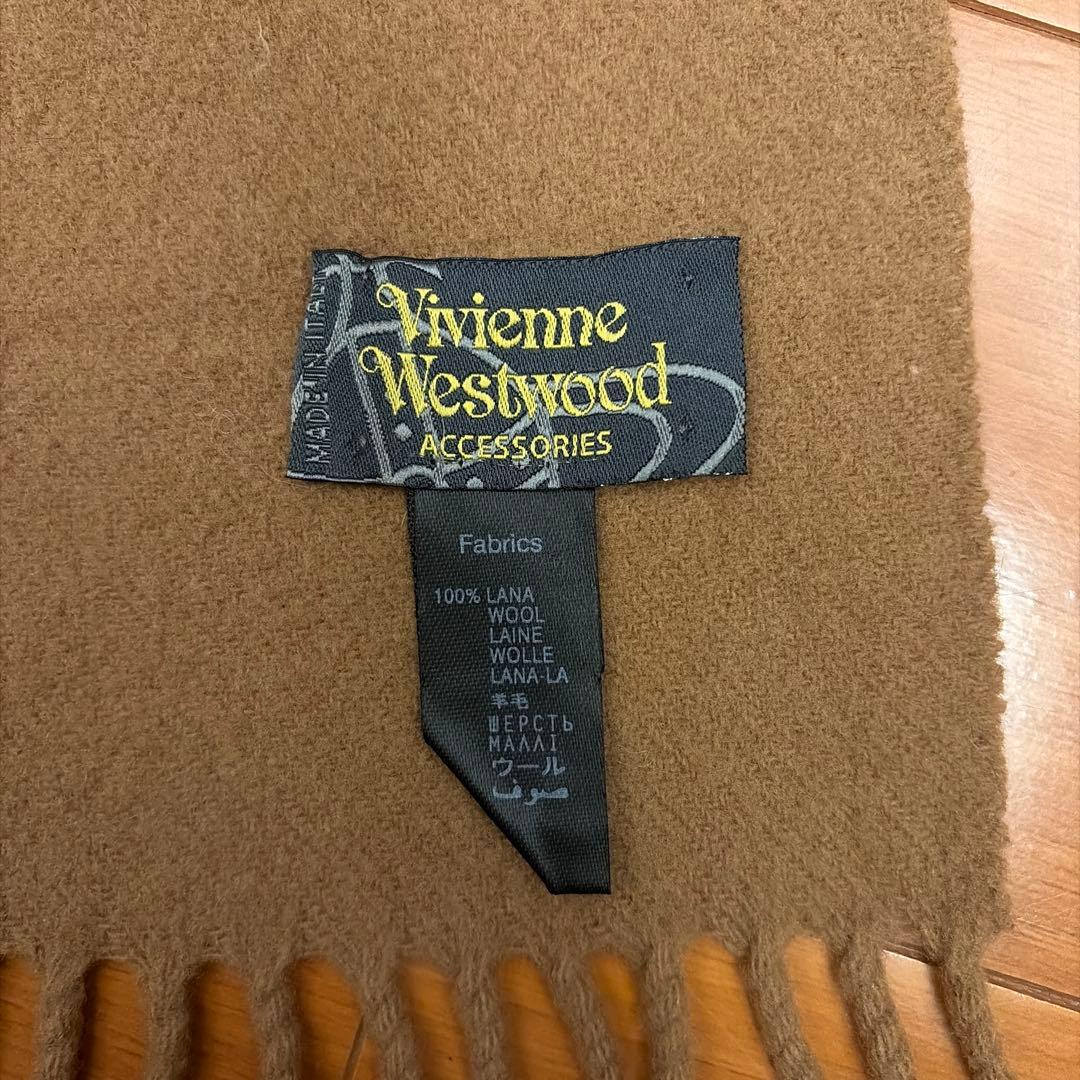 MADE IN ITALY
Vivienne
Westwood
ACCESSORIES
Fabrics
100% LANA
WOOL
LAINE
WOLLE
LANA-LA
羊毛
ШЕРСТЬ
ΜΑΛΛΙ
ウール
صوف